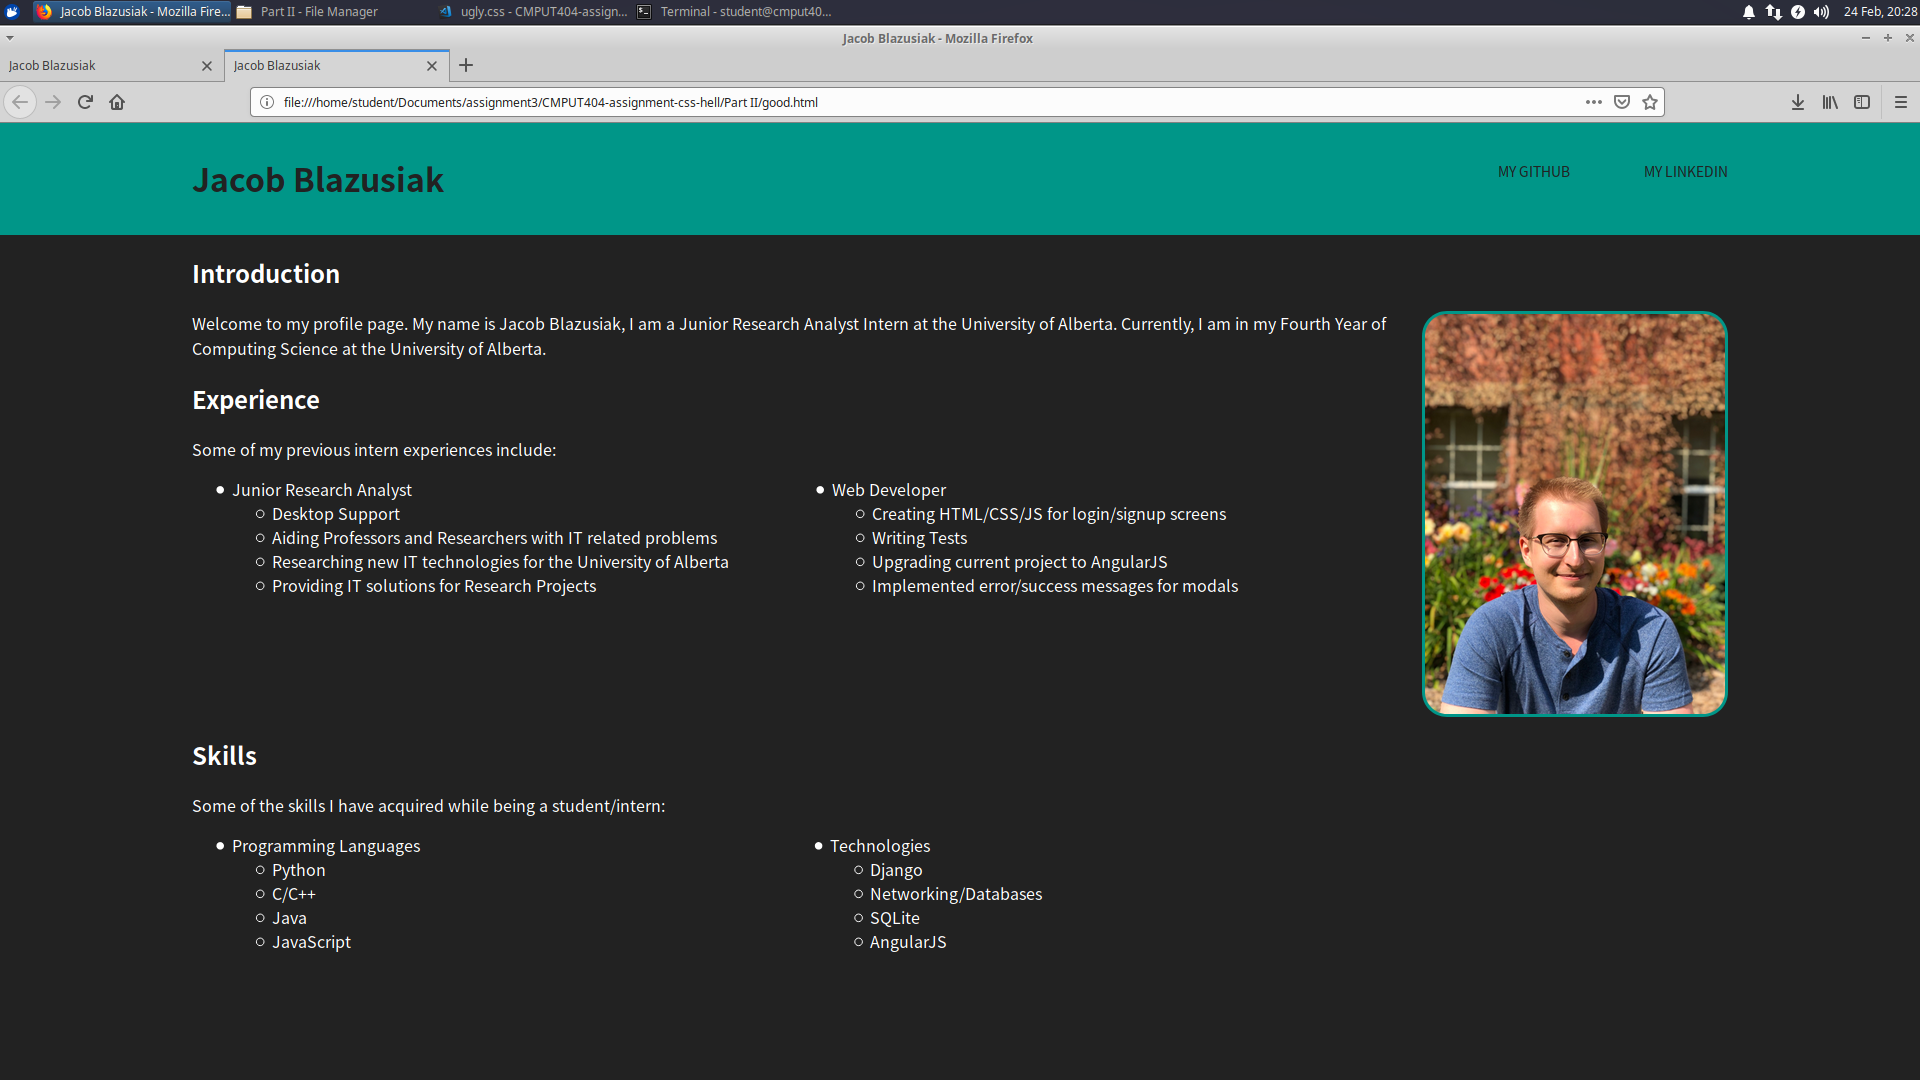 Jacob Blazusiak - Mozilla Fire...
Part II - File Manager
ugly.css - CMPUT404-assign...
Terminal - student@cmput40...
24 Feb, 20:28
Jacob Blazusiak - Mozilla Firefox
Jacob Blazusiak
Jacob Blazusiak
file:///home/student/Documents/assignment3/CMPUT404-assignment-css-hell/Part II/good.html
Jacob Blazusiak
MY GITHUB
MY LINKEDIN
Introduction
Welcome to my profile page. My name is Jacob Blazusiak, I am a Junior Research Analyst Intern at the University of Alberta. Currently, I am in my Fourth Year of
Computing Science at the University of Alberta.
Experience
Some of my previous intern experiences include:
Junior Research Analyst
Desktop Support
Aiding Professors and Researchers with IT related problems
Researching new IT technologies for the University of Alberta
Providing IT solutions for Research Projects
Web Developer
Creating HTML/CSS/JS for login/signup screens
Writing Tests
Upgrading current project to AngularJS
Implemented error/success messages for modals
Skills
Some of the skills I have acquired while being a student/intern:
Programming Languages
Python
C/C++
Java
JavaScript
Technologies
Django
Networking/Databases
SQLite
AngularJS